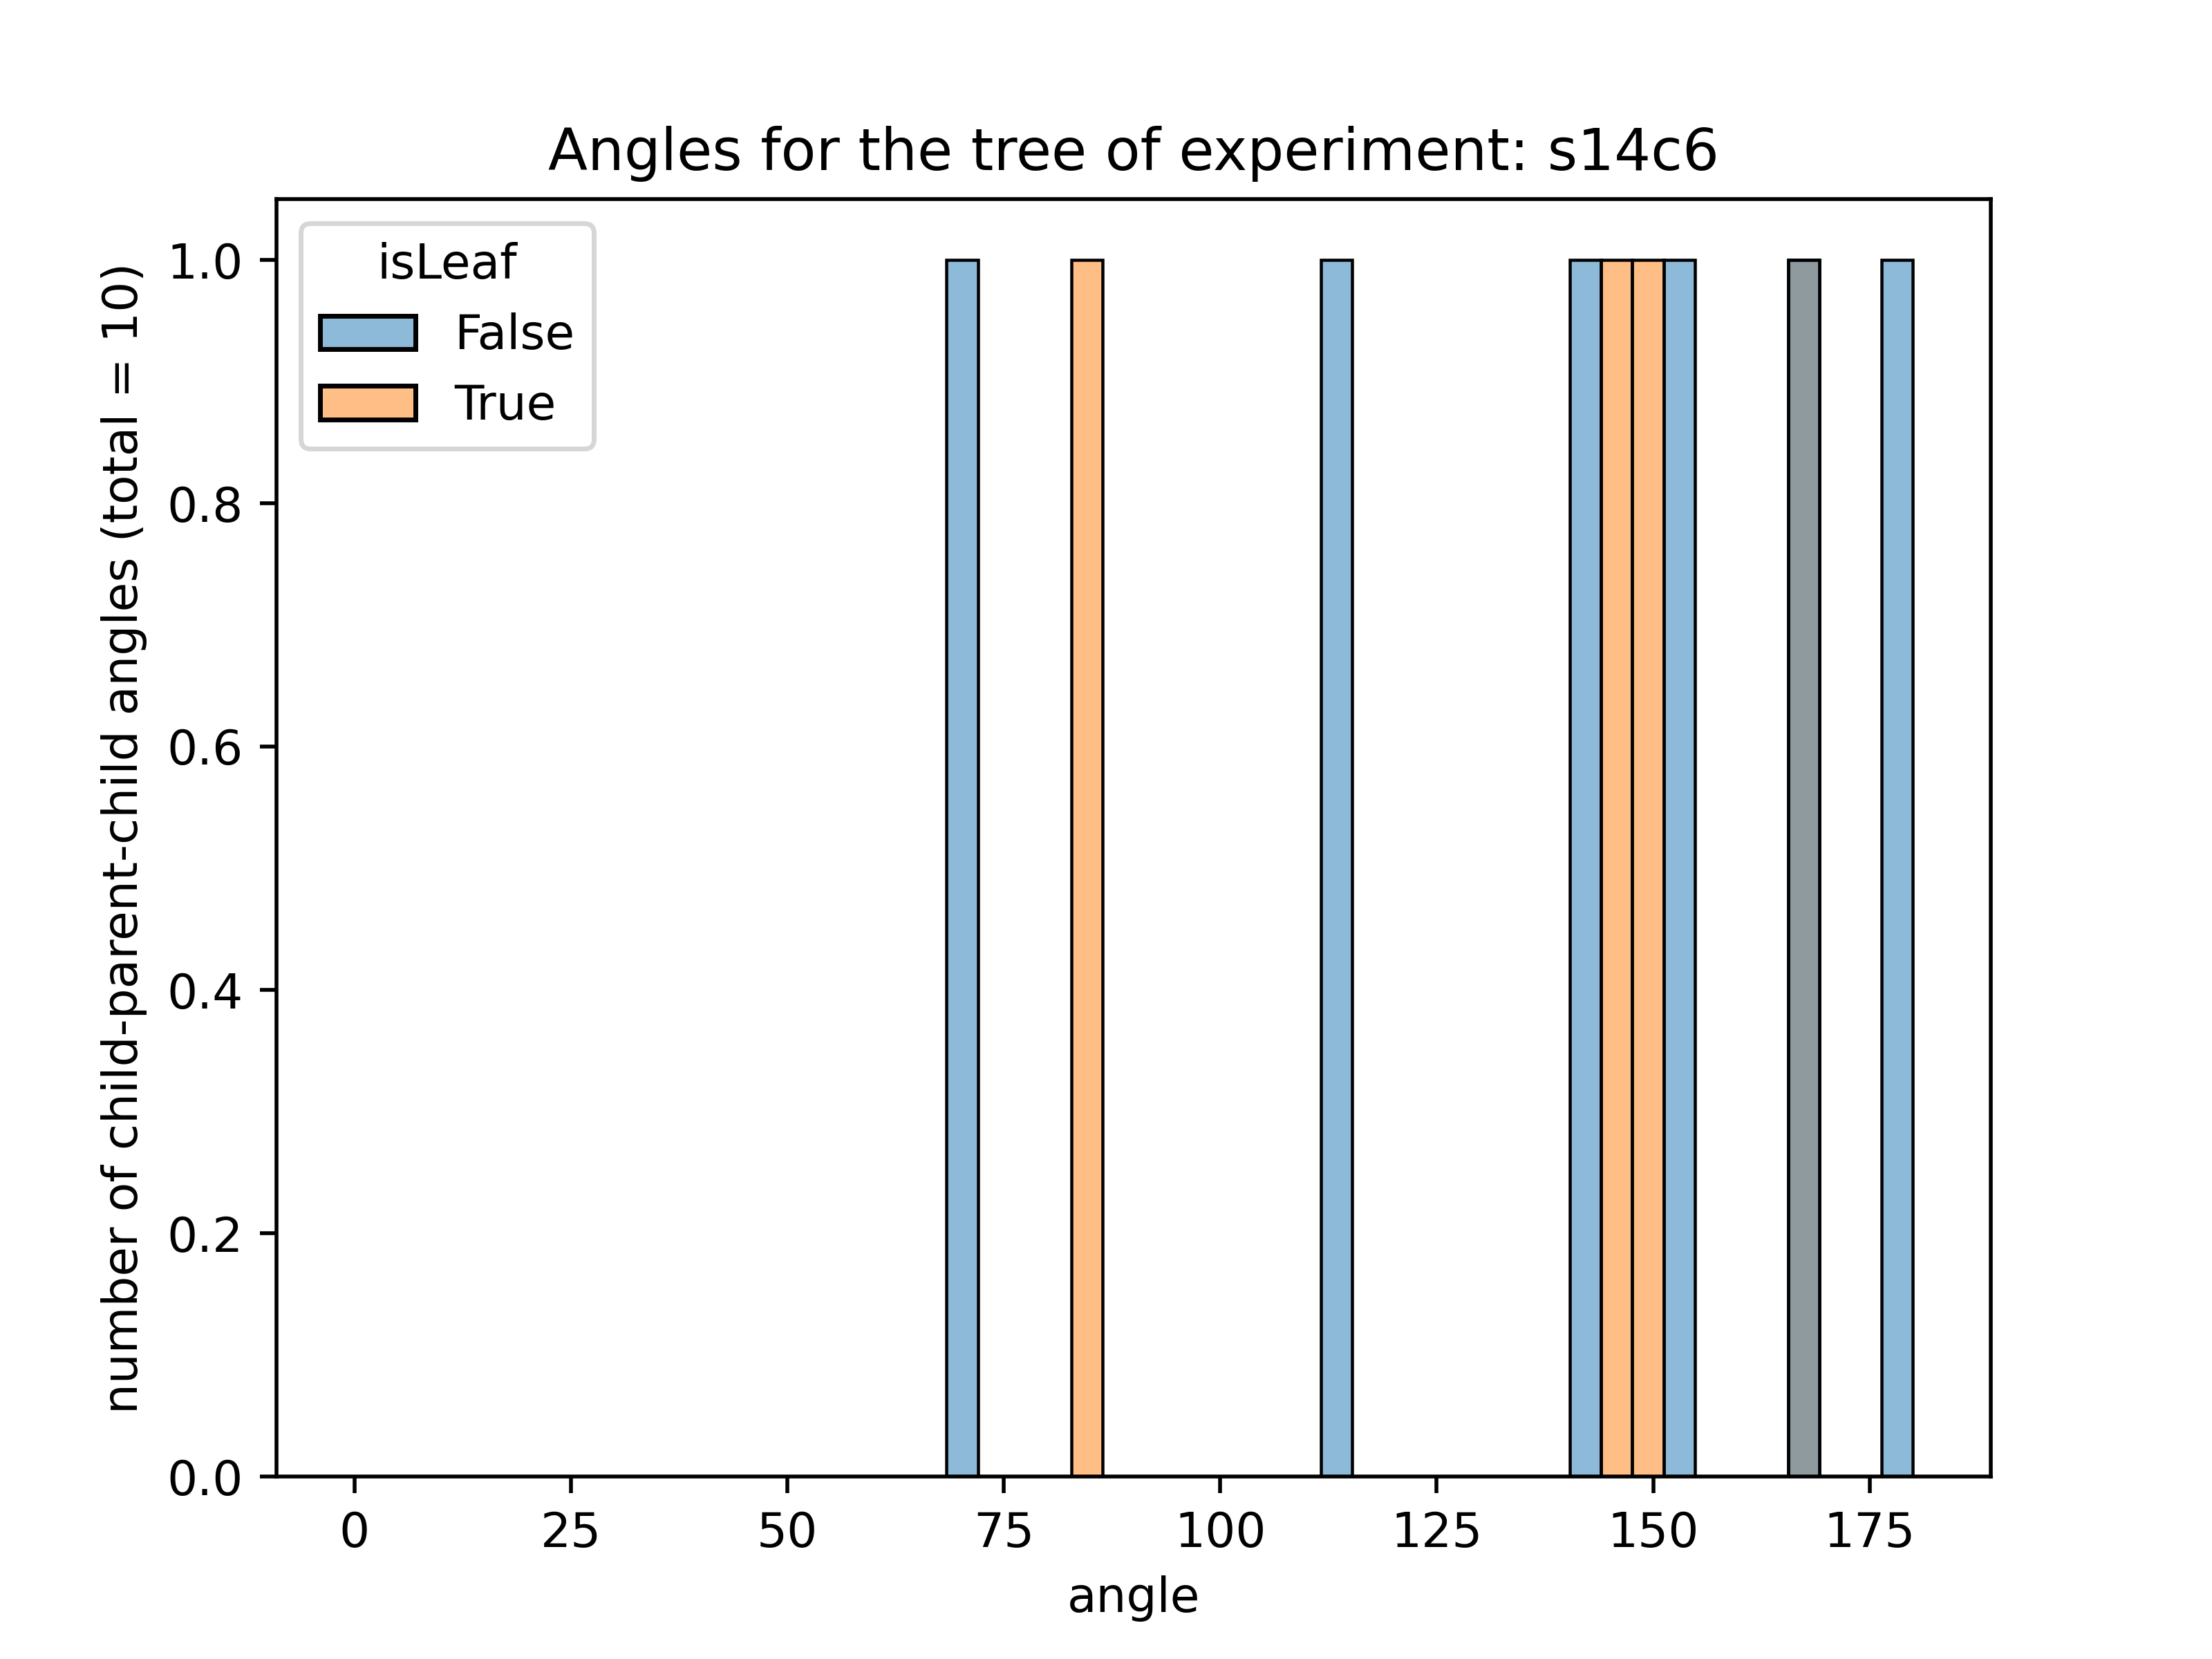 Angles for the tree of experiment: s14c6
isLeaf
False
True
number of child-parent-child angles (total = 10)
1.0
0.8
0.6
0.4
0.2
0.0
0 25 50 75 100 125 150 175
angle